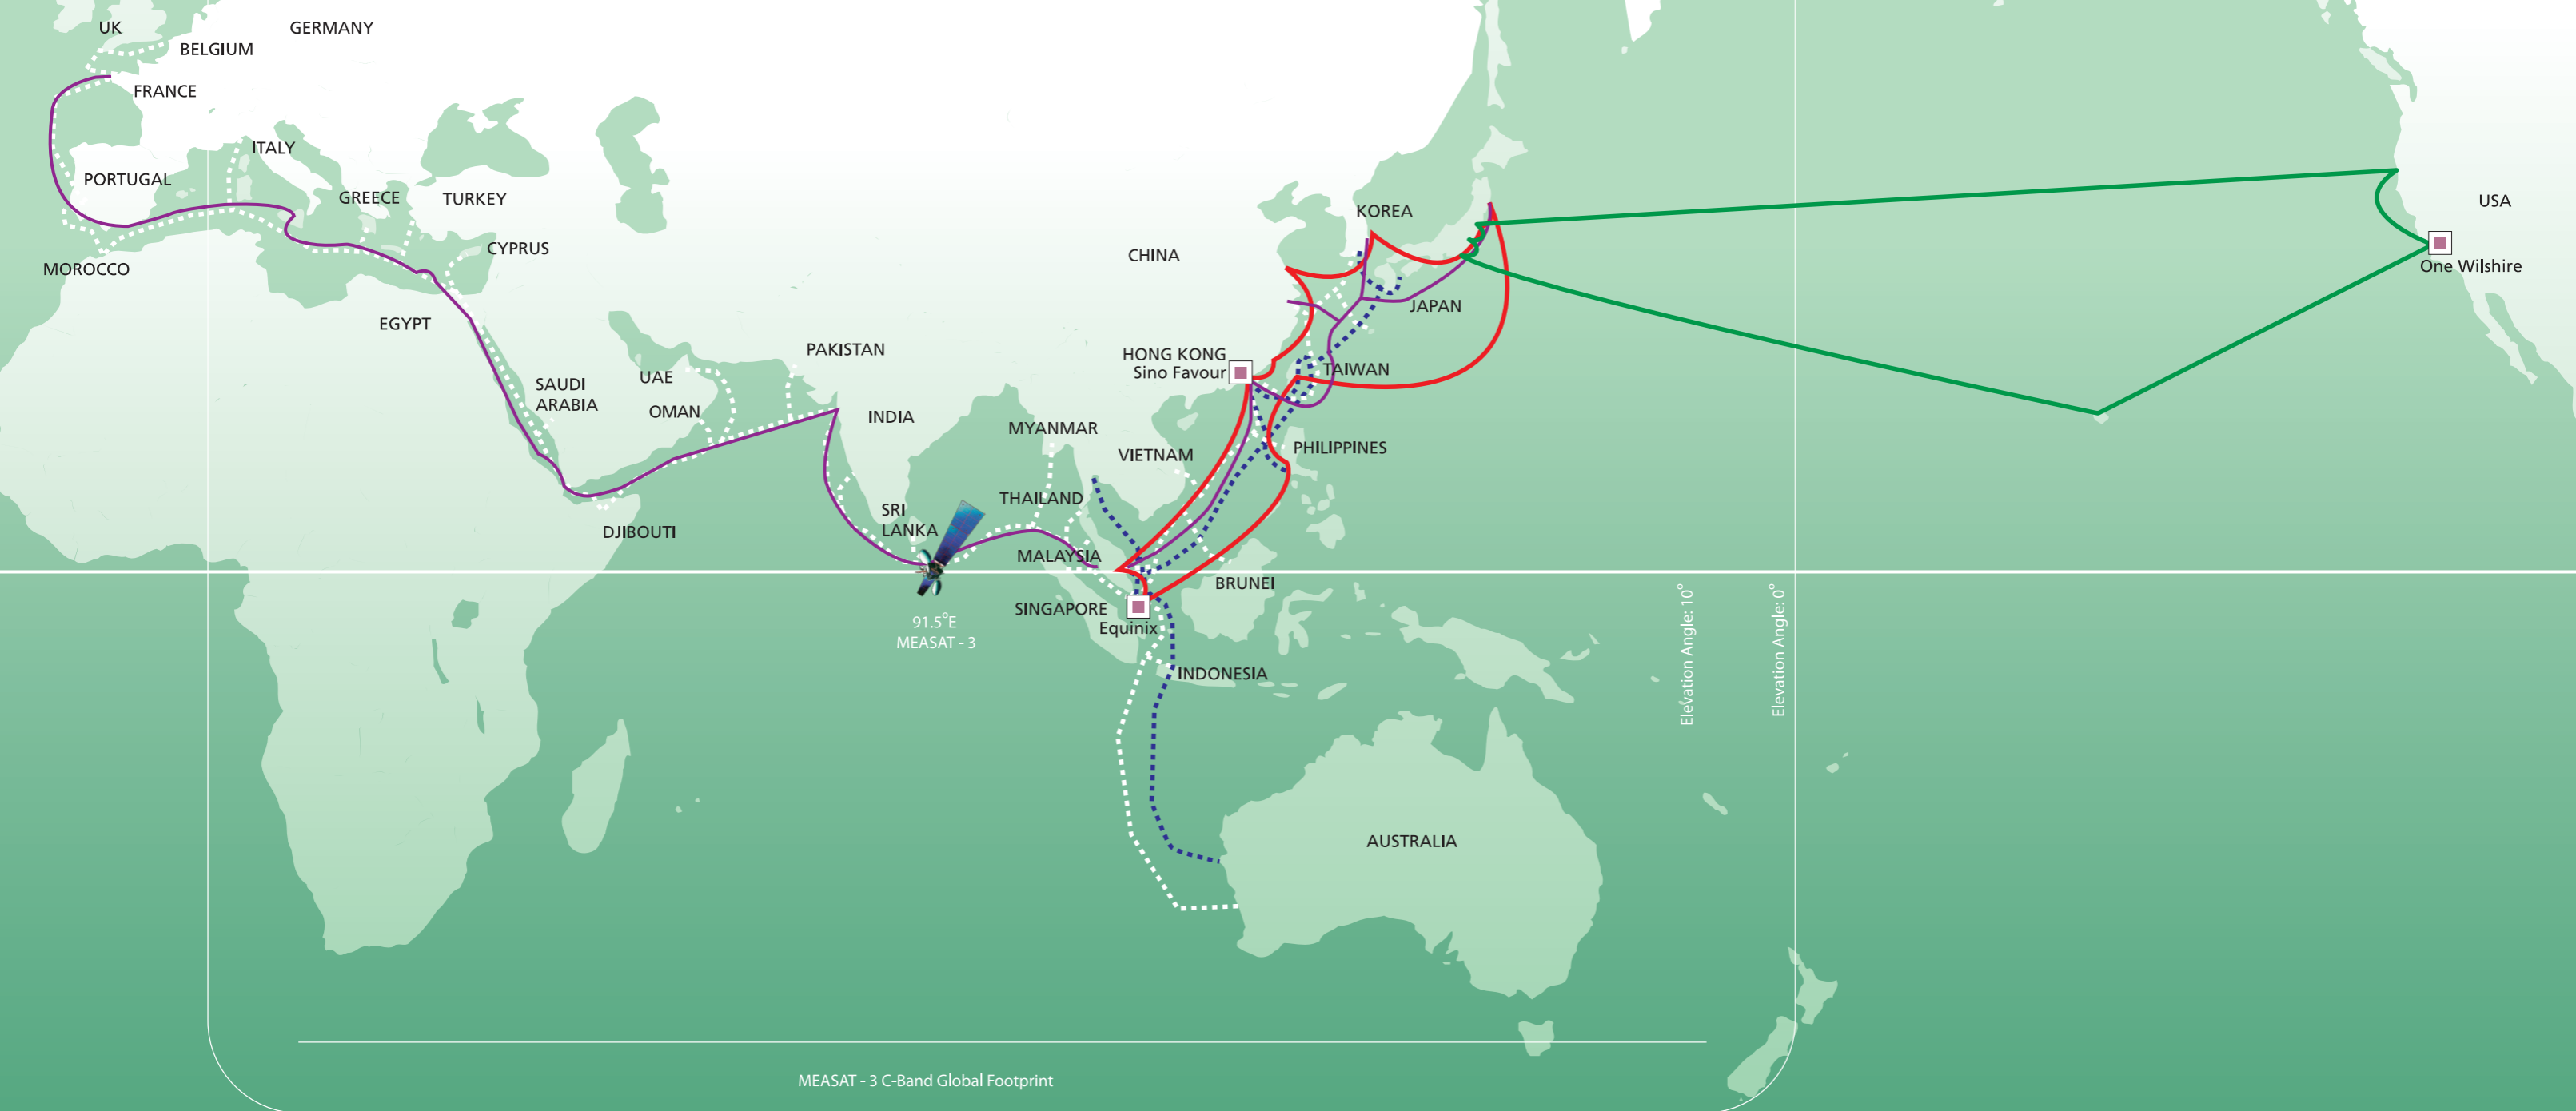 UK
GERMANY
BELGIUM
FRANCE
ITALY
PORTUGAL
GREECE
TURKEY
KOREA
USA
CYPRUS
CHINA
MOROCCO
One Wilshire
JAPAN
EGYPT
PAKISTAN
HONG KONG
Sino Favour
TAIWAN
UAE
SAUDI
ARABIA
OMAN
INDIA
MYANMAR
PHILIPPINES
VIETNAM
THAILAND
SRI
LANKA
DJIBOUTI
MALAYSIA
BRUNEI
SINGAPORE
Equinix
91.5°E
MEASAT - 3
Elevation Angle: 10°
Elevation Angle: 0°
INDONESIA
AUSTRALIA
MEASAT - 3 C-Band Global Footprint